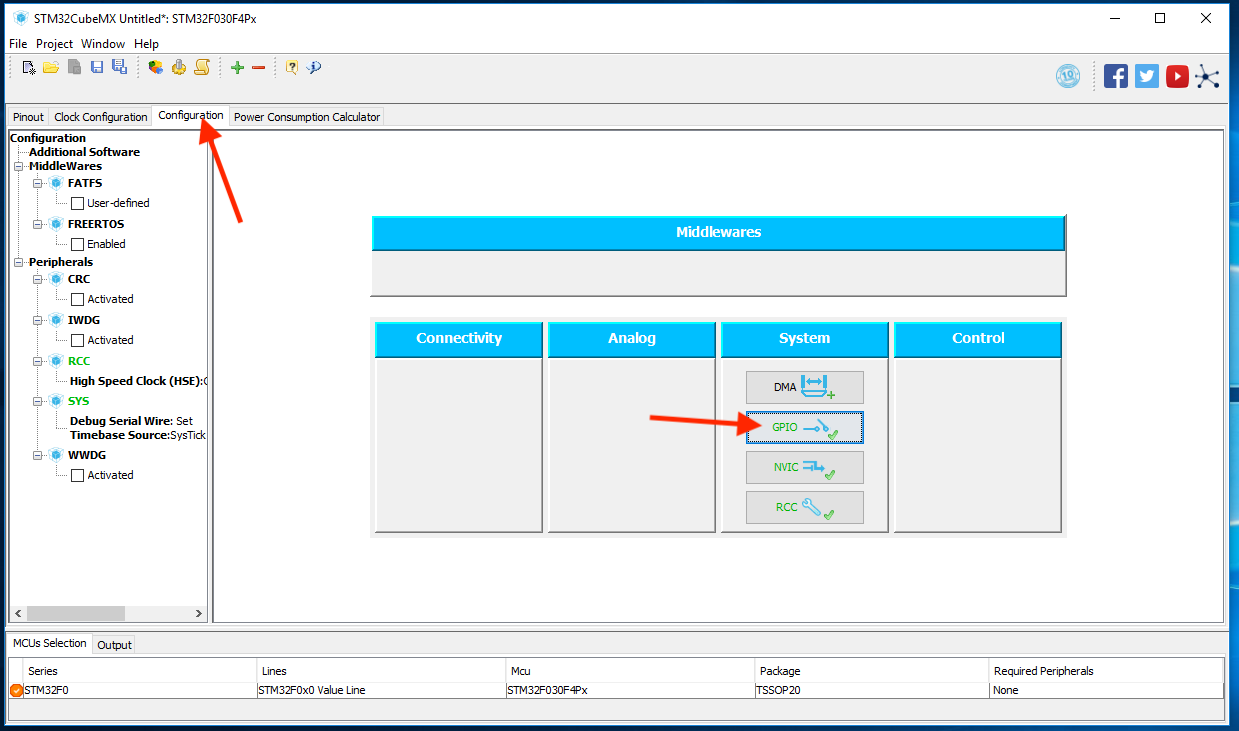 STM32CubeMX Untitled*: STM32F030F4Px
File Project Window Help
10
Pinout Clock Configuration Configuration Power Consumption Calculator
Configuration
Additional Software
MiddleWares
FATFS
User-defined
FREERTOS
Enabled
Peripherals
CRC
Activated
IWDG
Activated
RCC
High Speed Clock (HSE):
SYS
Debug Serial Wire: Set
Timebase Source:SysTick
WWDG
Activated
Middlewares
Connectivity Analog System Control
DMA
GPIO
NVIC
RCC
MCUs Selection Output
Series Lines Mcu Package Required Peripherals
STM32F0 STM32F0x0 Value Line STM32F030F4Px TSSOP20 None